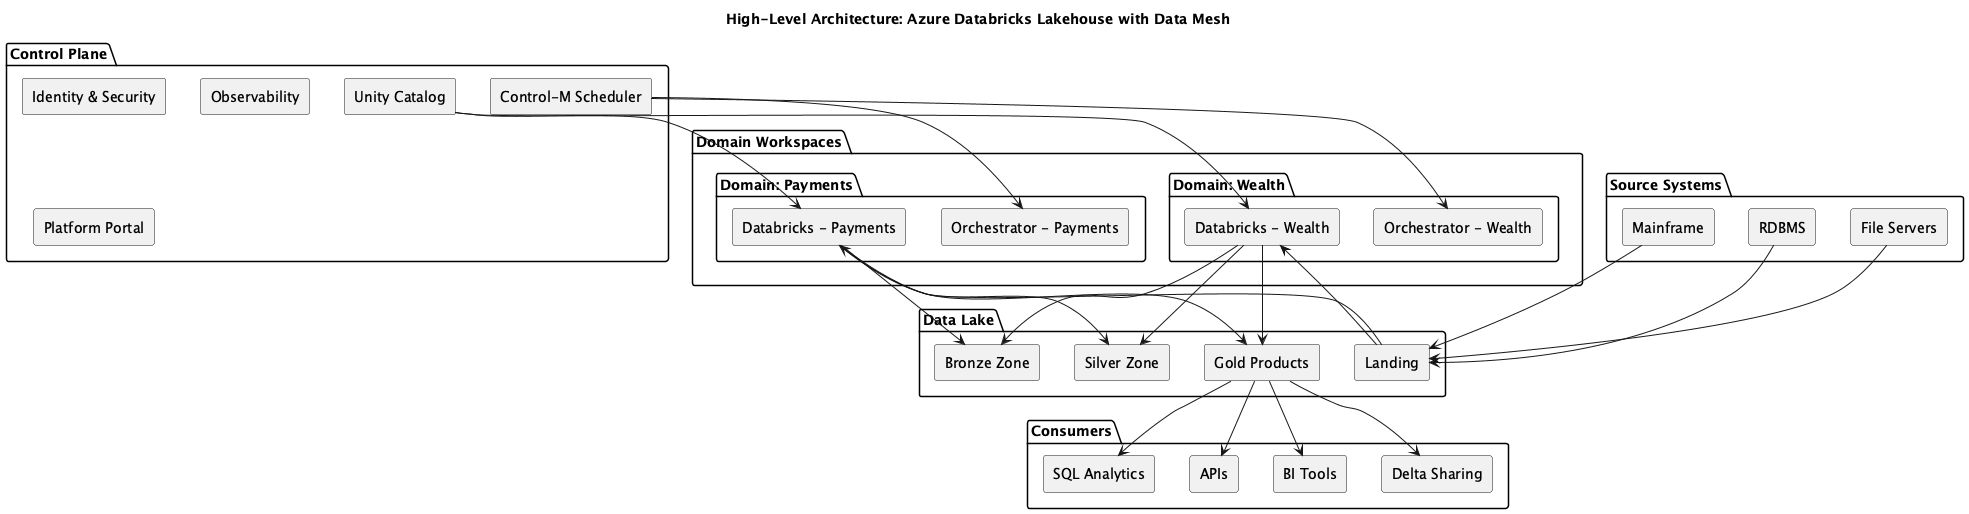 High-Level Architecture: Azure Databricks Lakehouse with Data Mesh
Control Plane
Identity & Security
Observability
Unity Catalog
Control-M Scheduler
Platform Portal
Domain Workspaces
Domain: Payments
Databricks - Payments
Orchestrator - Payments
Domain: Wealth
Databricks - Wealth
Orchestrator - Wealth
Source Systems
Mainframe
RDBMS
File Servers
Data Lake
Bronze Zone
Silver Zone
Gold Products
Landing
Consumers
SQL Analytics
APIs
BI Tools
Delta Sharing